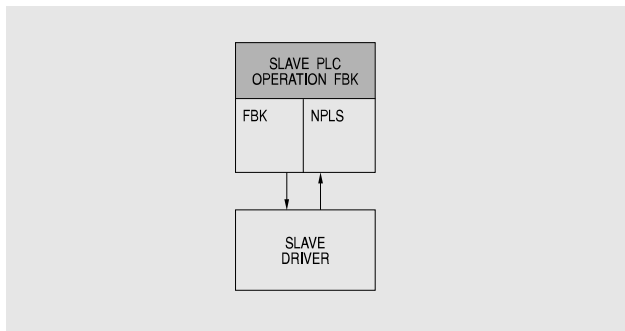 SLAVE PLC
OPERATION FBK
FBK
NPLS
SLAVE
DRIVER